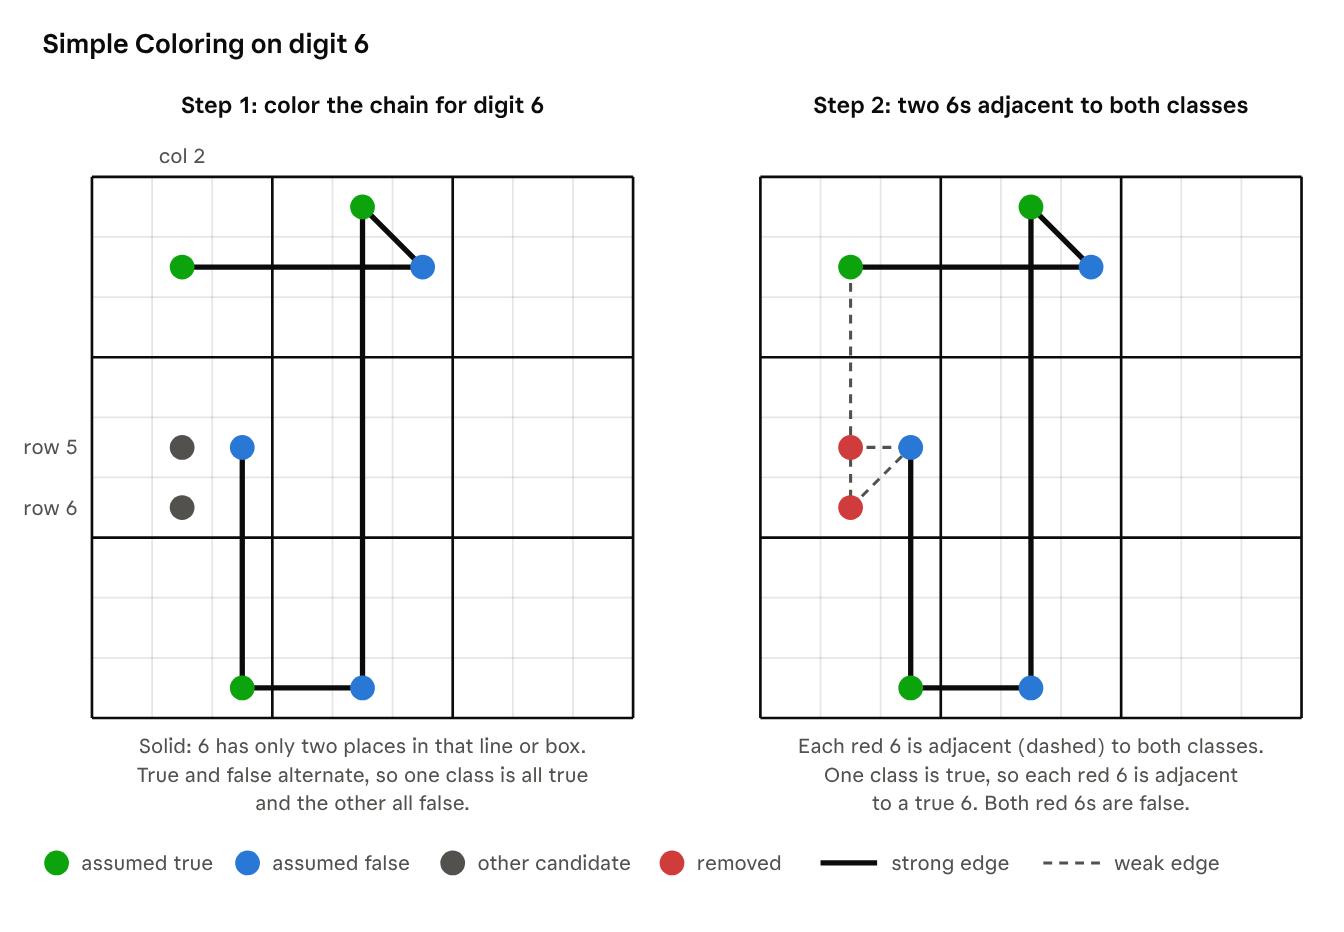 Simple Coloring on digit 6
Step 1: color the chain for digit 6
col 2
row 5
row 6
Solid: 6 has only two places in that line or box.
True and false alternate, so one class is all true
and the other all false.
Step 2: two 6s adjacent to both classes
Each red 6 is adjacent (dashed) to both classes.
One class is true, so each red 6 is adjacent
to a true 6. Both red 6s are false.
assumed true
assumed false
other candidate
removed
strong edge
weak edge